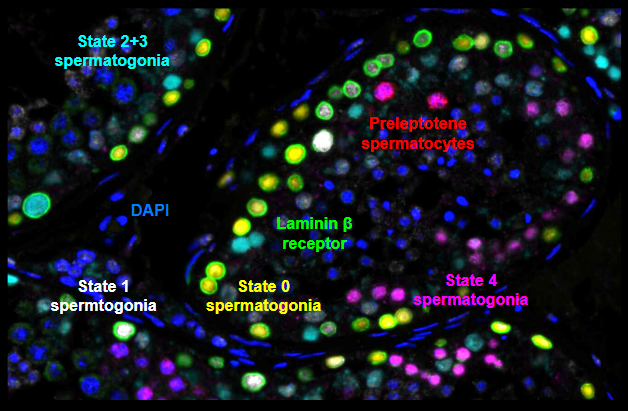 State 2+3
spermatogonia
Preleptotene
spermatocytes
DAPI
Laminin β
receptor
State 1
spermtogonia
State 0
spermatogonia
State 4
spermatogonia